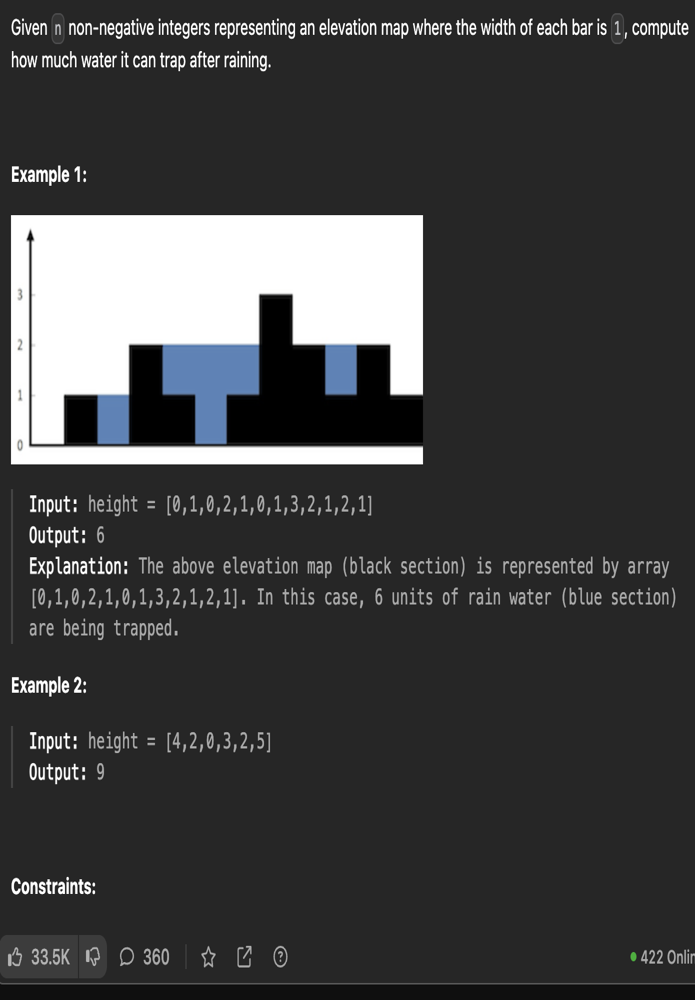 Given n non-negative integers representing an elevation map where the width of each bar is 1, compute
how much water it can trap after raining.
Example 1:
3
2
1
0
Input: height = [0,1,0,2,1,0,1,3,2,1,2,1]
Output: 6
Explanation: The above elevation map (black section) is represented by array
[0,1,0,2,1,0,1,3,2,1,2,1]. In this case, 6 units of rain water (blue section)
are being trapped.
Example 2:
Input: height = [4,2,0,3,2,5]
Output: 9
Constraints:
33.5K 360 422 Onlin